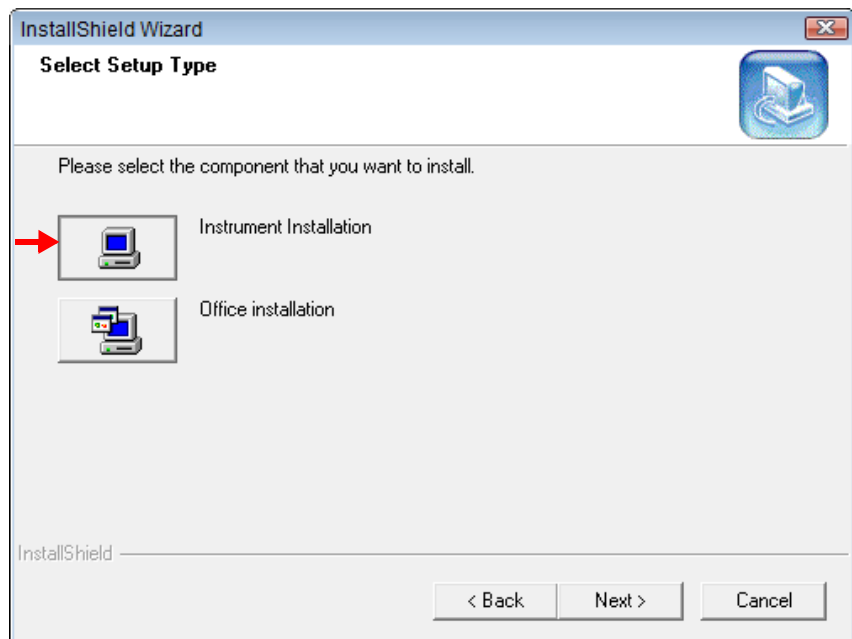 InstallShield Wizard
Select Setup Type
Please select the component that you want to install.
Instrument Installation
Office installation
InstallShield
< Back
Next >
Cancel